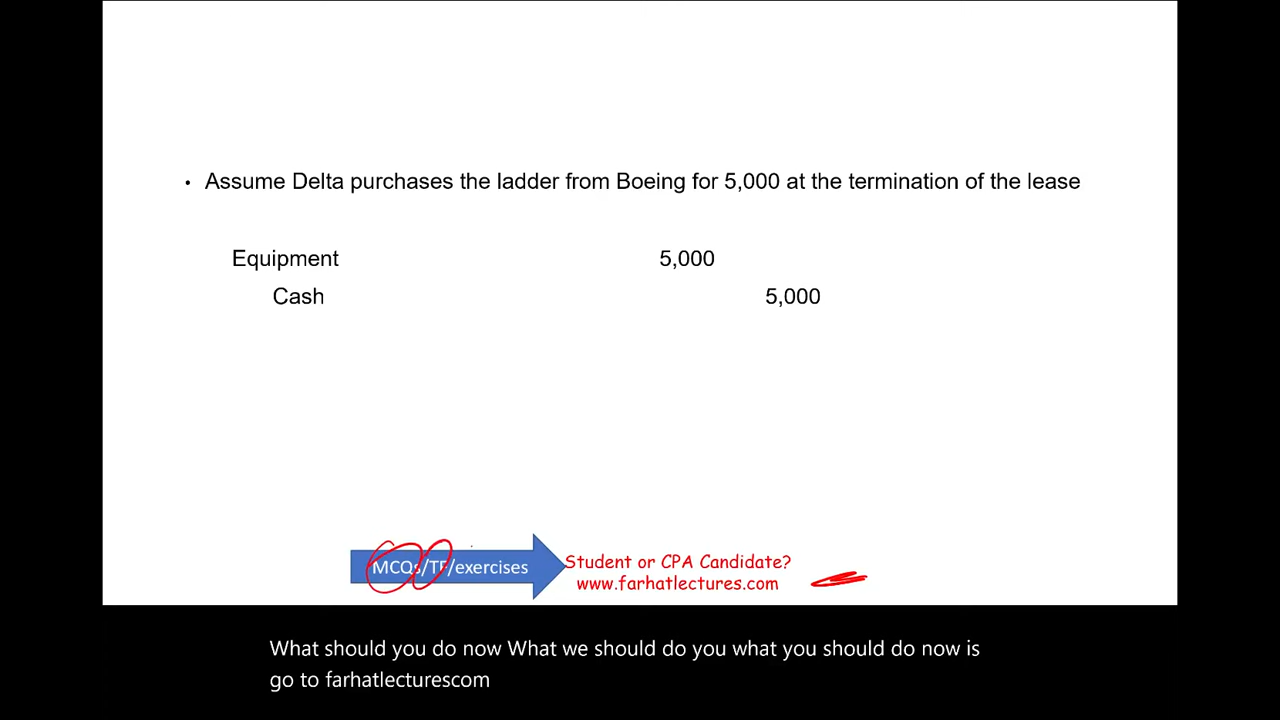 • Assume Delta purchases the ladder from Boeing for 5,000 at the termination of the lease
Equipment 5,000
Cash 5,000
MCQs/TF/exercises
Student or CPA Candidate?
www.farhatlectures.com
What should you do now What we should do you what you should do now is
go to farhatlecturescom